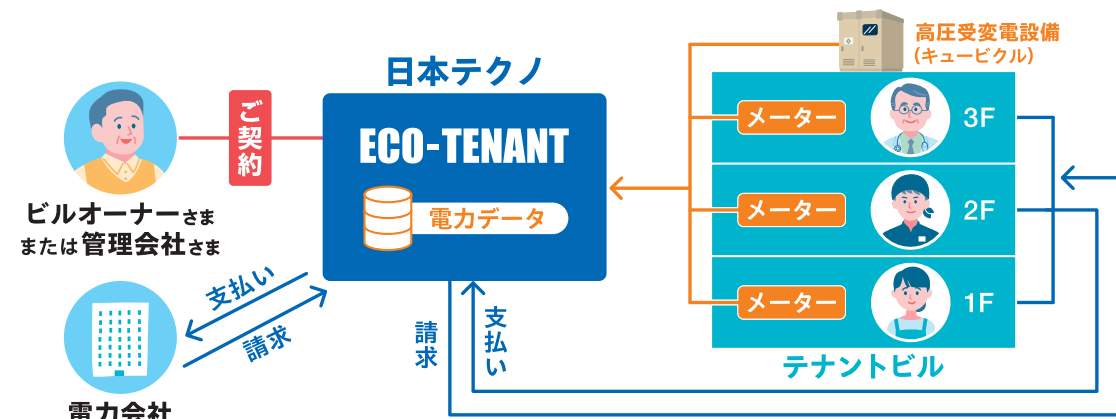 高圧受変電設備
(キュービクル)
日本テクノ
ご契約
ECO-TENANT
電力データ
メーター
3F
メーター
2F
メーター
1F
テナントビル
ビルオーナーさま
または管理会社さま
支払い
請求
請求
支払い
電力会社